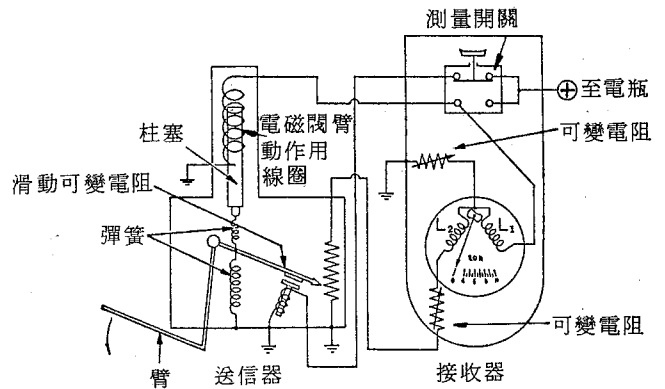 測量開關
至電瓶
可變電阻
電磁閥臂
動作用
線圈
柱塞
滑動可變電阻
彈簧
L2
L1
可變電阻
臂
送信器
接收器